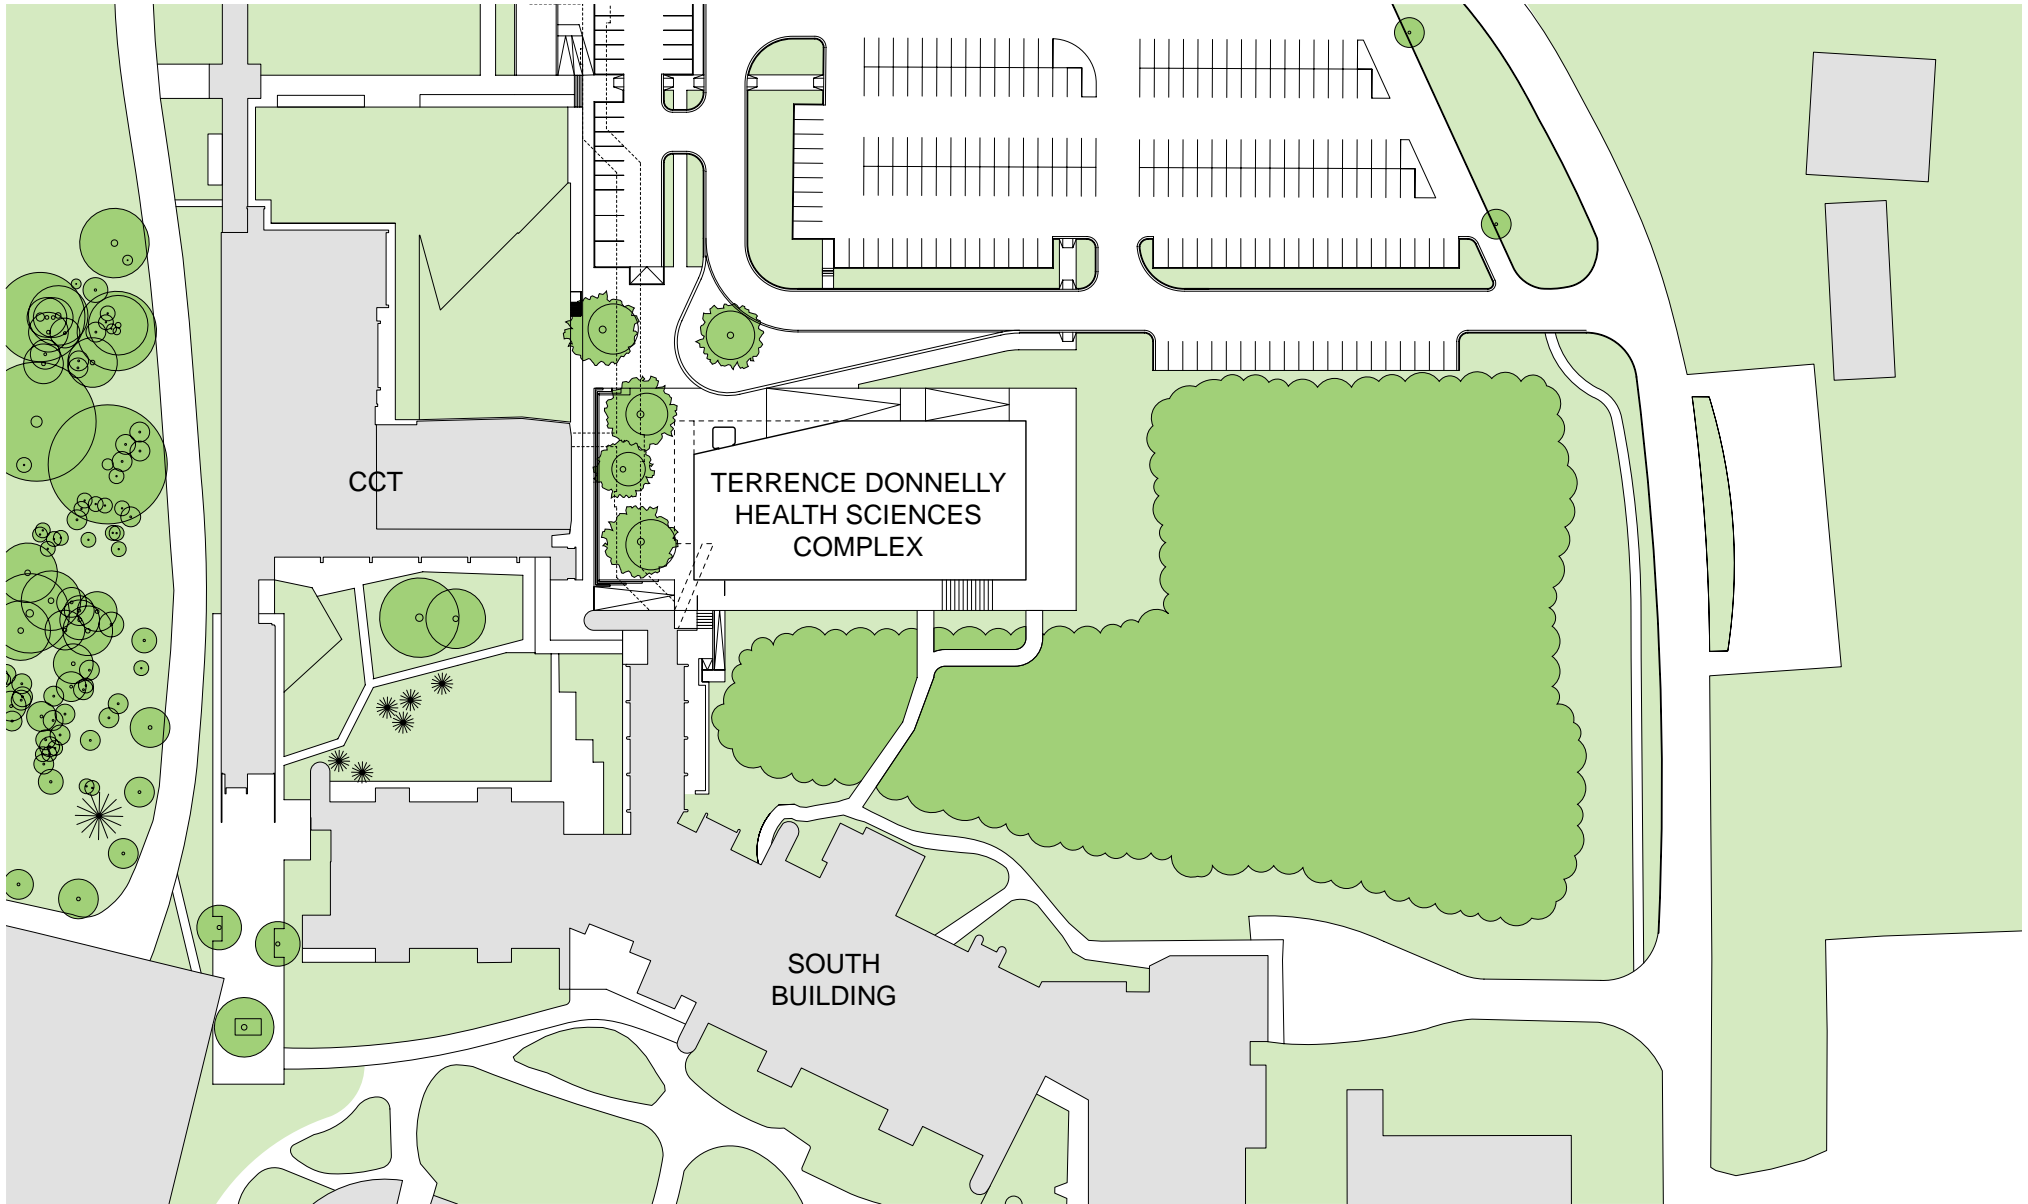 CCT
TERRENCE DONNELLY
HEALTH SCIENCES
COMPLEX
SOUTH
BUILDING